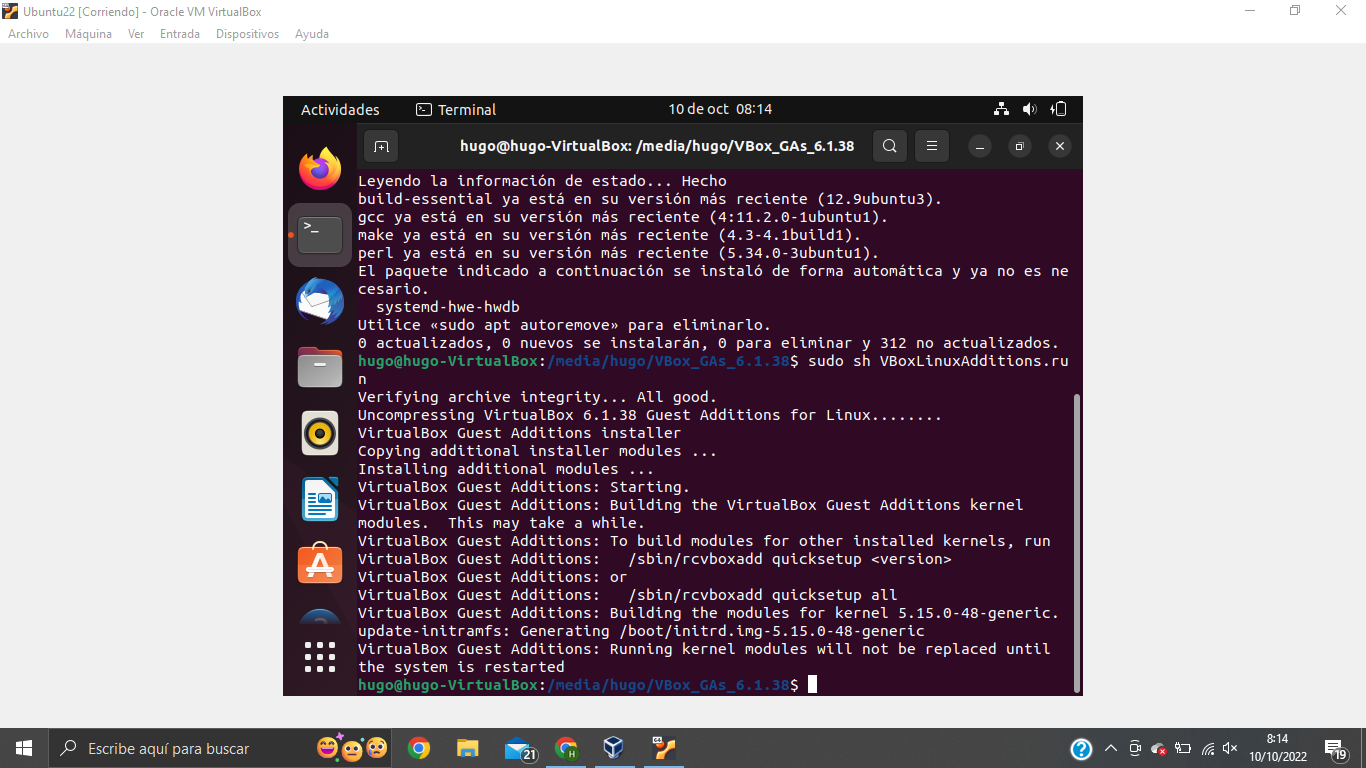 Ubuntu22 [Corriendo] - Oracle VM VirtualBox
Archivo Máquina Ver Entrada Dispositivos Ayuda
Actividades Terminal 10 de oct 08:14
hugo@hugo-VirtualBox: /media/hugo/VBox_GAs_6.1.38
Leyendo la información de estado... Hecho
build-essential ya está en su versión más reciente (12.9ubuntu3).
gcc ya está en su versión más reciente (4:11.2.0-1ubuntu1).
make ya está en su versión más reciente (4.3-4.1build1).
perl ya está en su versión más reciente (5.34.0-3ubuntu1).
El paquete indicado a continuación se instaló de forma automática y ya no es ne
cesario.
  systemd-hwe-hwdb
Utilice «sudo apt autoremove» para eliminarlo.
0 actualizados, 0 nuevos se instalarán, 0 para eliminar y 312 no actualizados.
hugo@hugo-VirtualBox:/media/hugo/VBox_GAs_6.1.38$ sudo sh VBoxLinuxAdditions.ru
n
Verifying archive integrity... All good.
Uncompressing VirtualBox 6.1.38 Guest Additions for Linux........
VirtualBox Guest Additions installer
Copying additional installer modules ...
Installing additional modules ...
VirtualBox Guest Additions: Starting.
VirtualBox Guest Additions: Building the VirtualBox Guest Additions kernel
modules.  This may take a while.
VirtualBox Guest Additions: To build modules for other installed kernels, run
VirtualBox Guest Additions:   /sbin/rcvboxadd quicksetup <version>
VirtualBox Guest Additions: or
VirtualBox Guest Additions:   /sbin/rcvboxadd quicksetup all
VirtualBox Guest Additions: Building the modules for kernel 5.15.0-48-generic.
update-initramfs: Generating /boot/initrd.img-5.15.0-48-generic
VirtualBox Guest Additions: Running kernel modules will not be replaced until
the system is restarted
hugo@hugo-VirtualBox:/media/hugo/VBox_GAs_6.1.38$
Escribe aquí para buscar
21
H
8:14
10/10/2022
19